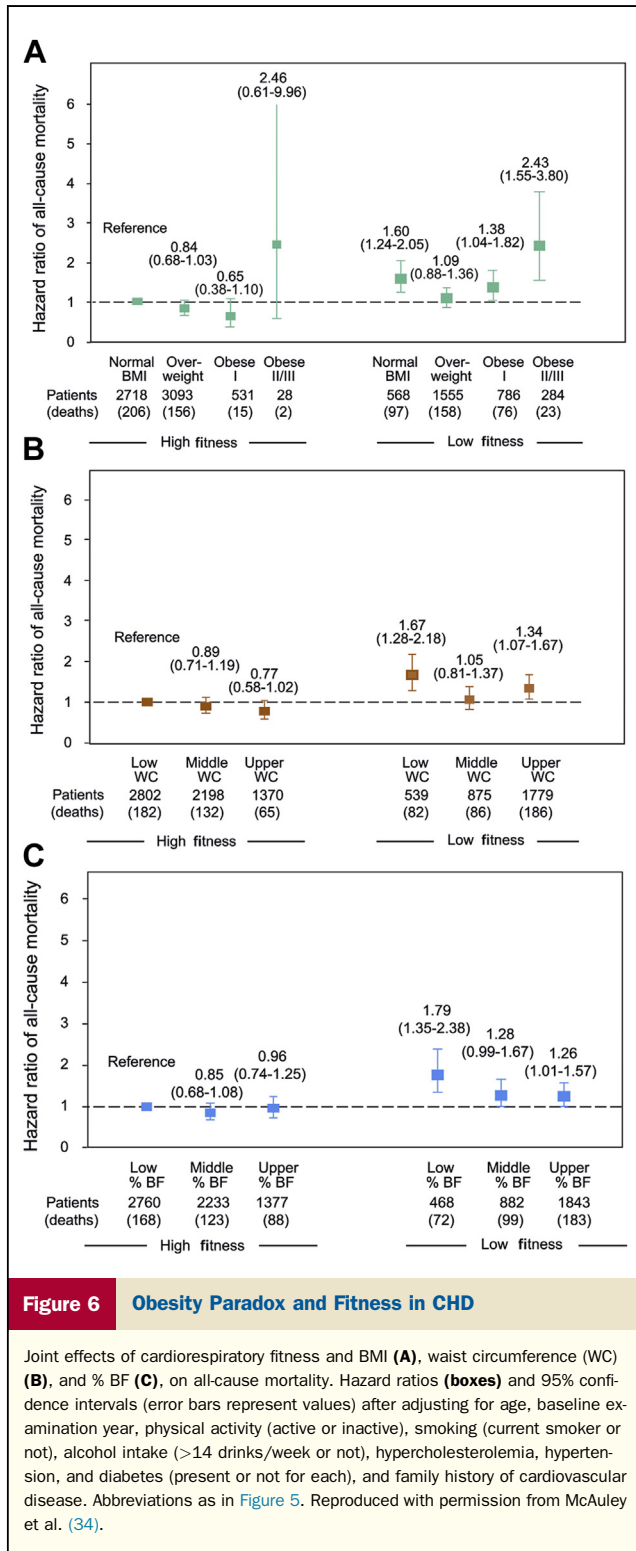 A
Hazard ratio of all-cause mortality
6
5
4
3
2
1
0
Reference
0.84
(0.68-1.03)
0.65
(0.38-1.10)
2.46
(0.61-9.96)
1.60
(1.24-2.05)
1.09
(0.88-1.36)
1.38
(1.04-1.82)
2.43
(1.55-3.80)
Normal Over- Obese Obese Normal Over- Obese Obese
BMI weight I II/III BMI weight I II/III
Patients 2718 3093 531 28 568 1555 786 284
(deaths) (206) (156) (15) (2) (97) (158) (76) (23)
High fitness Low fitness
B
Hazard ratio of all-cause mortality
6
5
4
3
2
1
0
Reference
0.89
(0.71-1.19)
0.77
(0.58-1.02)
1.67
(1.28-2.18)
1.05
(0.81-1.37)
1.34
(1.07-1.67)
Low Middle Upper Low Middle Upper
WC WC WC WC WC WC
Patients 2802 2198 1370 539 875 1779
(deaths) (182) (132) (65) (82) (86) (186)
High fitness Low fitness
C
Hazard ratio of all-cause mortality
6
5
4
3
2
1
0
Reference
0.85
(0.68-1.08)
0.96
(0.74-1.25)
1.79
(1.35-2.38)
1.28
(0.99-1.67)
1.26
(1.01-1.57)
Low Middle Upper Low Middle Upper
% BF % BF % BF % BF % BF % BF
Patients 2760 2233 1377 468 882 1843
(deaths) (168) (123) (88) (72) (99) (183)
High fitness Low fitness
Figure 6 Obesity Paradox and Fitness in CHD
Joint effects of cardiorespiratory fitness and BMI (A), waist circumference (WC)
(B), and % BF (C), on all-cause mortality. Hazard ratios (boxes) and 95% confi-
dence intervals (error bars represent values) after adjusting for age, baseline ex-
amination year, physical activity (active or inactive), smoking (current smoker or
not), alcohol intake (>14 drinks/week or not), hypercholesterolemia, hyperten-
sion, and diabetes (present or not for each), and family history of cardiovascular
disease. Abbreviations as in Figure 5. Reproduced with permission from McAuley
et al. (34).